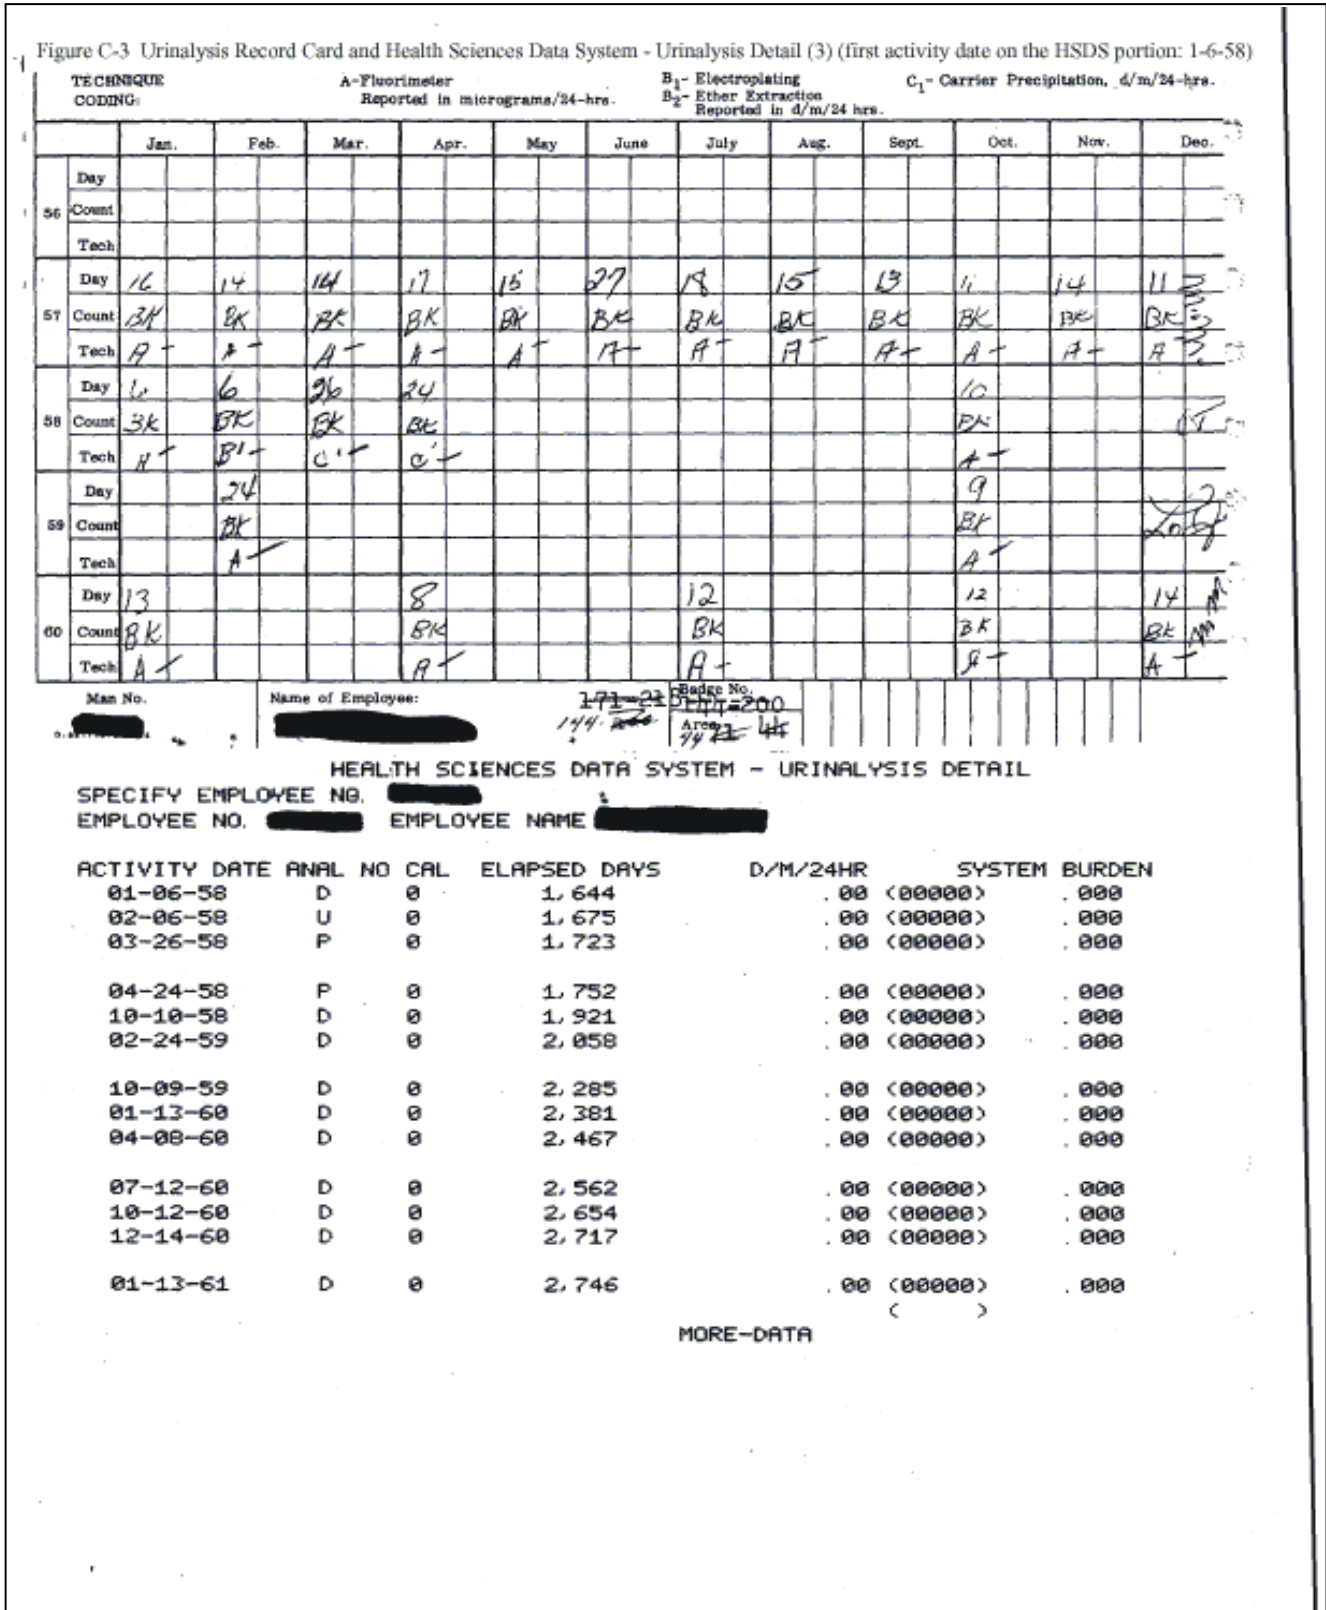 Figure C-3 Urinalysis Record Card and Health Sciences Data System - Urinalysis Detail (3) (first activity date on the HSDS portion: 1-6-58)
TECHNIQUE A-Fluorimeter B1- Electroplating C1- Carrier Precipitation, d/m/24-hrs.
CODING: Reported in micrograms/24-hrs. B2- Ether Extraction
Reported in d/m/24 hrs.
Jan. Feb. Mar. Apr. May June July Aug. Sept. Oct. Nov. Dec.
Day
56 Count
Tech
Day 16 14 14 17 15 27 18 15 13 11 14 11
57 Count BK BK BK BK BK BK BK BK BK BK BK BK
Tech A - A - A - A - A - A - A - A - A - A - A - A
Day 6 6 26 24 10
58 Count BK BK BK BK BK
Tech A - B' - C' - C' - A -
Day 24 9
59 Count BK BK
Tech A - A -
Day 13 8 12 12 14
60 Count BK BK BK BK BK
Tech A - A - A - A - A -
Man No. Name of Employee: Badge No.
144- Area
44
HEALTH SCIENCES DATA SYSTEM - URINALYSIS DETAIL
SPECIFY EMPLOYEE NO.
EMPLOYEE NO. EMPLOYEE NAME
ACTIVITY DATE ANAL NO CAL ELAPSED DAYS D/M/24HR SYSTEM BURDEN
01-06-58 D 0 1,644 .00 (00000) .000
02-06-58 U 0 1,675 .00 (00000) .000
03-26-58 P 0 1,723 .00 (00000) .000
04-24-58 P 0 1,752 .00 (00000) .000
10-10-58 D 0 1,921 .00 (00000) .000
02-24-59 D 0 2,058 .00 (00000) .000
10-09-59 D 0 2,285 .00 (00000) .000
01-13-60 D 0 2,381 .00 (00000) .000
04-08-60 D 0 2,467 .00 (00000) .000
07-12-60 D 0 2,562 .00 (00000) .000
10-12-60 D 0 2,654 .00 (00000) .000
12-14-60 D 0 2,717 .00 (00000) .000
01-13-61 D 0 2,746 .00 (00000) .000
( )
MORE-DATA